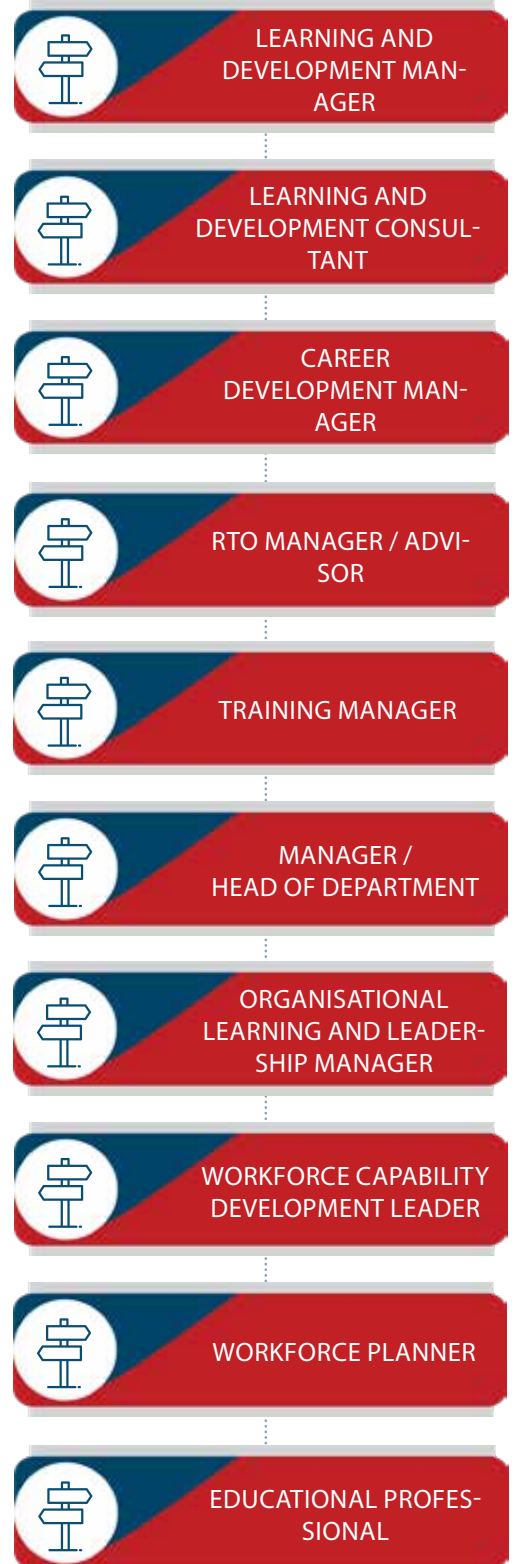 LEARNING AND
DEVELOPMENT MAN-
AGER
LEARNING AND
DEVELOPMENT CONSUL-
TANT
CAREER
DEVELOPMENT MAN-
AGER
RTO MANAGER / ADVI-
SOR
TRAINING MANAGER
MANAGER /
HEAD OF DEPARTMENT
ORGANISATIONAL
LEARNING AND LEADER-
SHIP MANAGER
WORKFORCE CAPABILITY
DEVELOPMENT LEADER
WORKFORCE PLANNER
EDUCATIONAL PROFES-
SIONAL